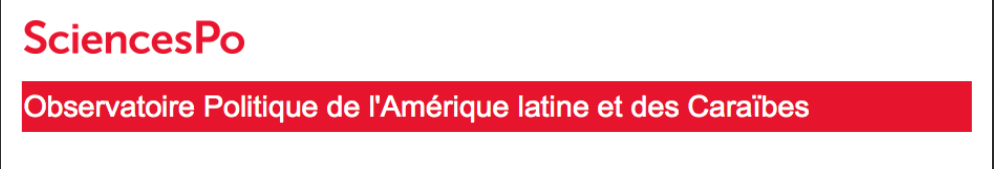 SciencesPo
Observatoire Politique de l'Amérique latine et des Caraïbes